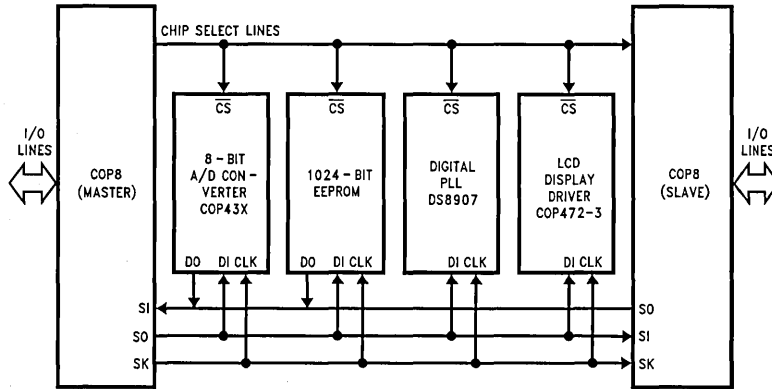 CHIP SELECT LINES
I/O
LINES
COP8
(MASTER)
CS
8-BIT
A/D CON-
VERTER
COP43X
DO
DI
CLK
CS
1024-BIT
EEPROM
DO
DI
CLK
CS
DIGITAL
PLL
DS8907
DI
CLK
CS
LCD
DISPLAY
DRIVER
COP472-3
DI
CLK
COP8
(SLAVE)
I/O
LINES
SI
SO
SK
SO
SI
SK